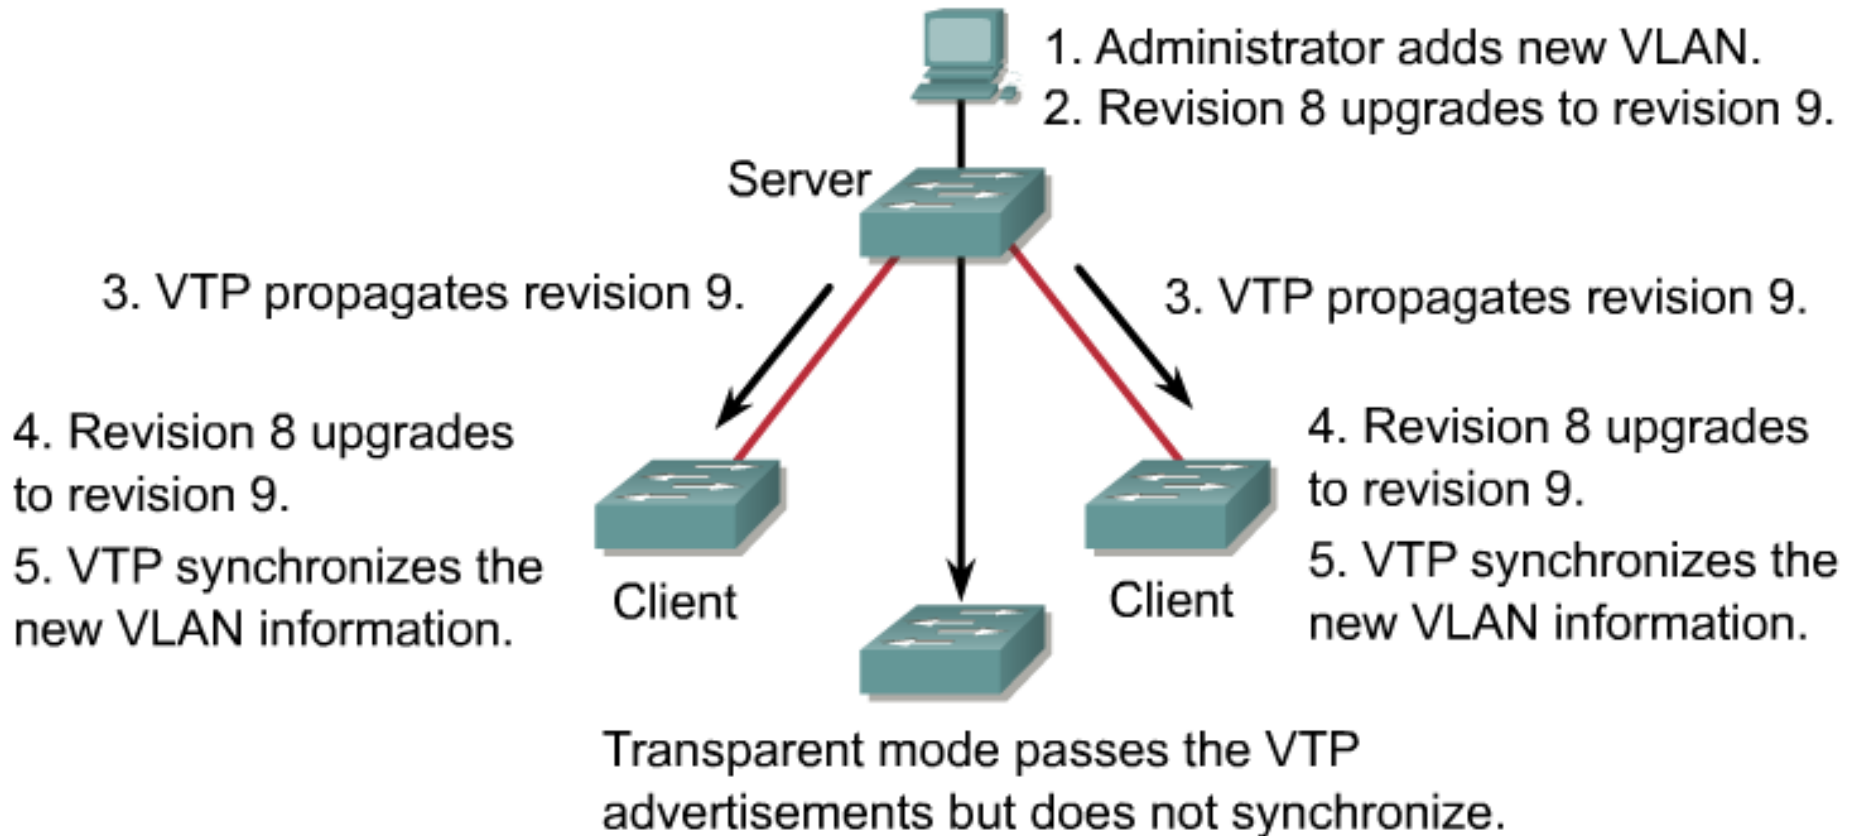 1. Administrator adds new VLAN.
2. Revision 8 upgrades to revision 9.
Server
3. VTP propagates revision 9.
3. VTP propagates revision 9.
4. Revision 8 upgrades
to revision 9.
5. VTP synchronizes the
new VLAN information.
Client
4. Revision 8 upgrades
to revision 9.
5. VTP synchronizes the
new VLAN information.
Client
Transparent mode passes the VTP
advertisements but does not synchronize.